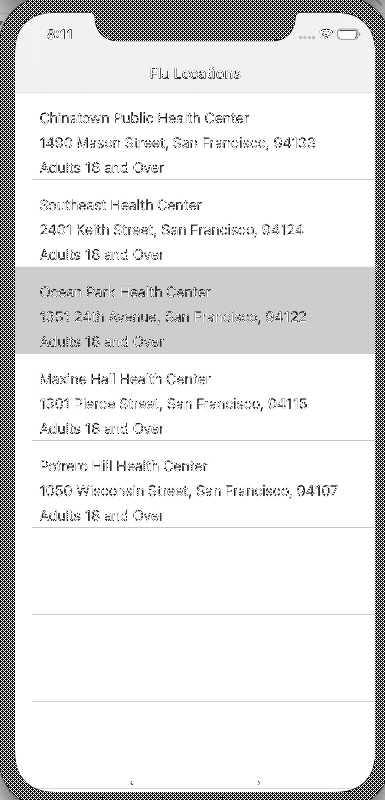 Flu Locations
Chinatown Public Health Center
1490 Mason Street, San Francisco, 94133
Adults 18 and Over
Southeast Health Center
2401 Keith Street, San Francisco, 94124
Adults 18 and Over
Ocean Park Health Center
1351 24th Avenue, San Francisco, 94122
Adults 18 and Over
Maxine Hall Health Center
1301 Pierce Street, San Francisco, 94115
Adults 18 and Over
Potrero Hill Health Center
1050 Wisconsin Street, San Francisco, 94107
Adults 18 and Over